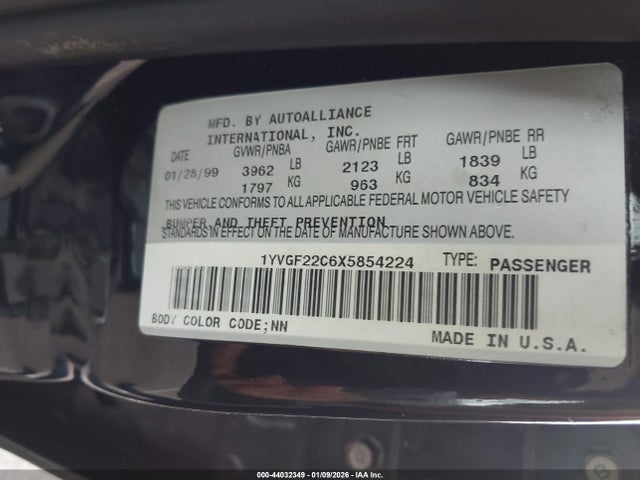 MFD. BY AUTOALLIANCE
INTERNATIONAL, INC.
DATE GVWR/PNBA GAWR/PNBE FRT GAWR/PNBE RR
01/28/99 3962 LB 2123 LB 1839 LB
1797 KG 963 KG 834 KG
THIS VEHICLE CONFORMS TO ALL APPLICABLE FEDERAL MOTOR VEHICLE SAFETY
BUMPER AND THEFT PREVENTION
STANDARDS IN EFFECT ON THE DATE OF MANUFACTURE SHOWN ABOVE.
1YVGF22C6X5854224 TYPE: PASSENGER
BODY COLOR CODE;NN
MADE IN U.S.A.
000-44032349 - 01/09/2026 - IAA Inc.